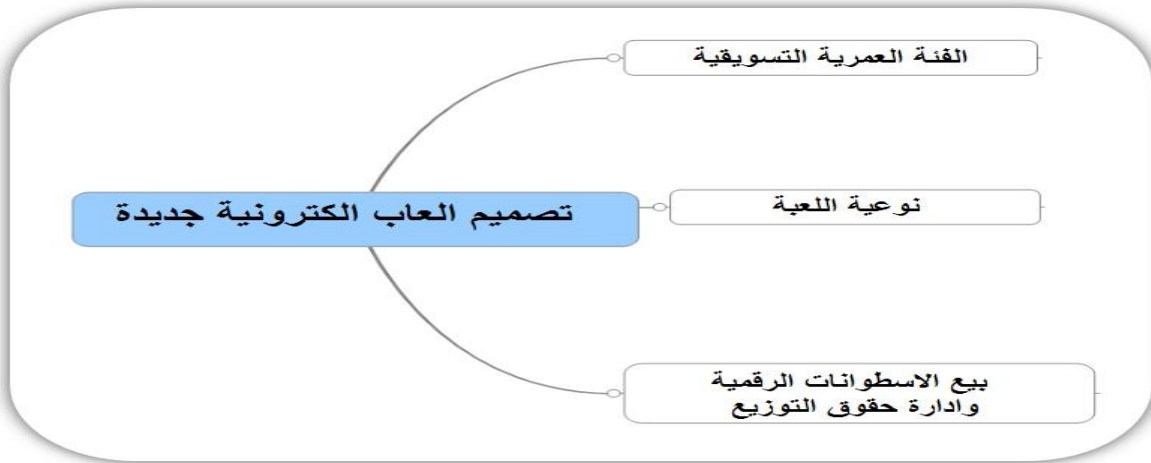 الفئة العمرية التسويقية
تصميم العاب الكترونية جديدة
نوعية اللعبة
بيع الاسطوانات الرقمية
وادارة حقوق التوزيع